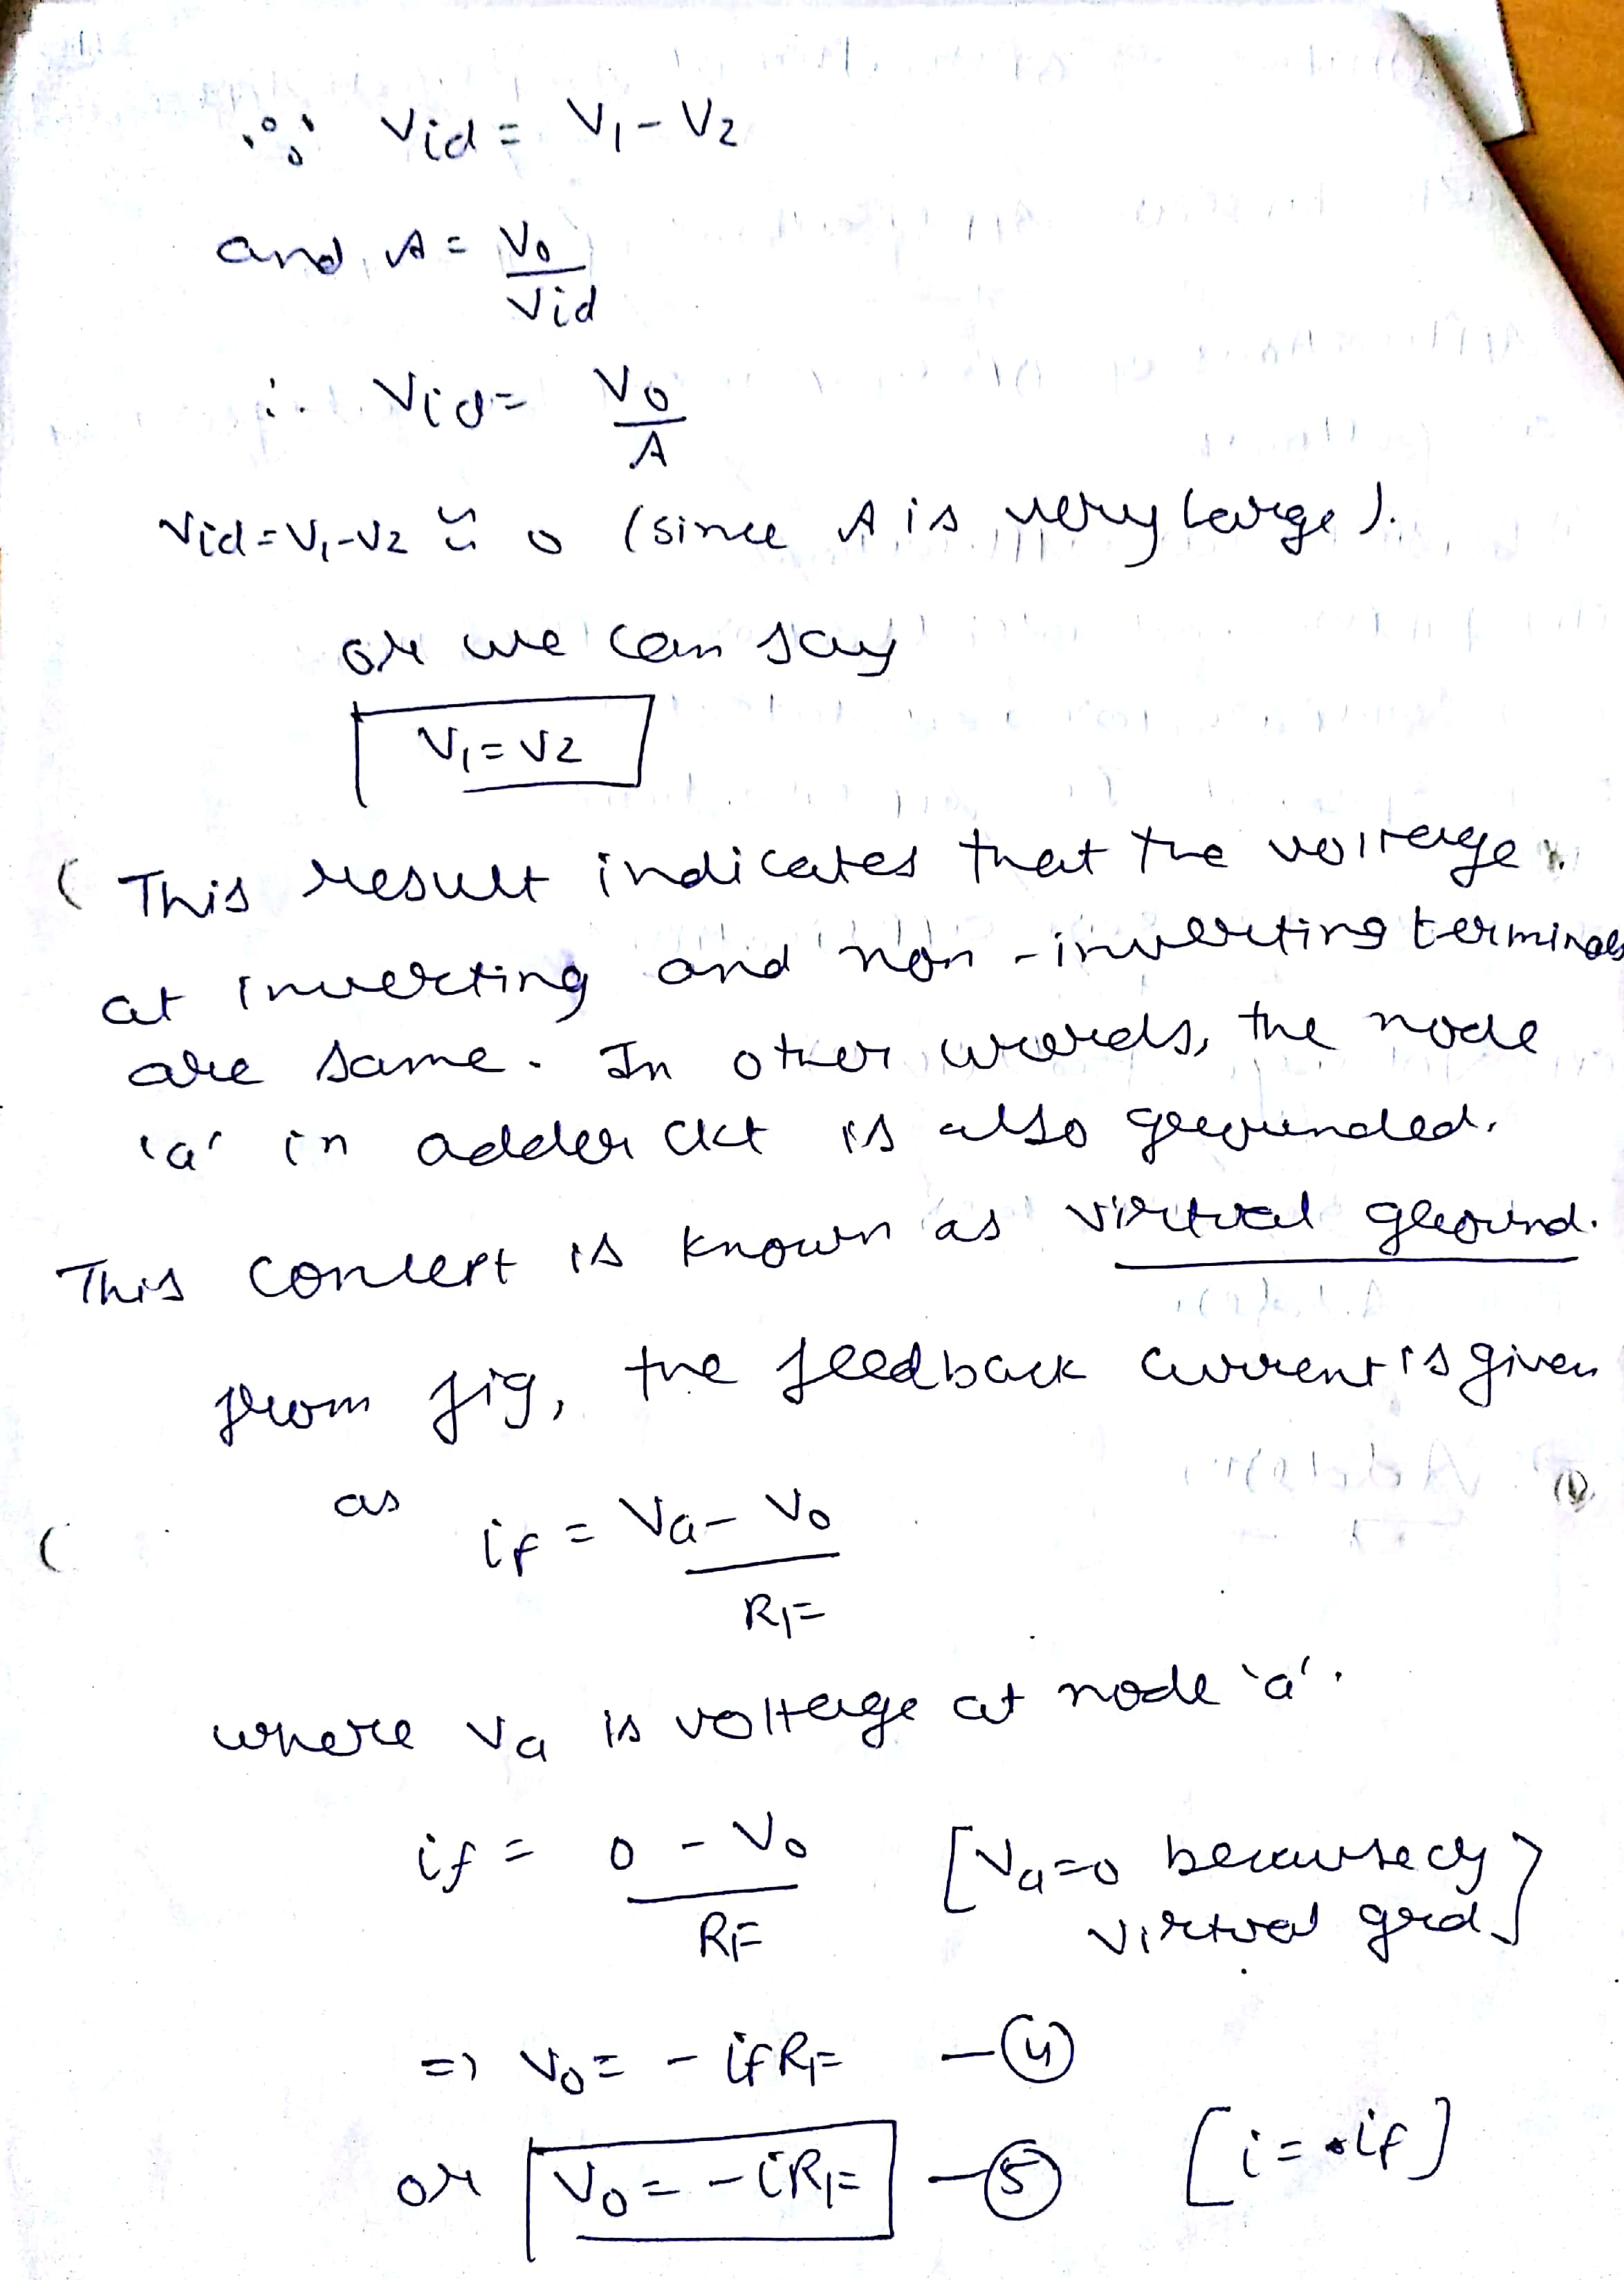 ∵ Vid = V1 - V2
and A = Vo
Vid
∴ Vid = Vo
A
Vid = V1 - V2 ≈ 0 (since A is very large).
or we can say
V1 = V2
This result indicates that the voltage
at inverting and non-inverting terminals
are same. In other words, the node
'a' in adder ckt is also grounded.
This concept is known as virtual ground.
from fig, the feedback current is given
as if = Va - Vo
RF
where Va is voltage at node 'a'.
if = 0 - Vo [Va=0 because of
RF virtual grd]
=> Vo = - if RF - (4)
or Vo = - iRF - (5) [i = if]